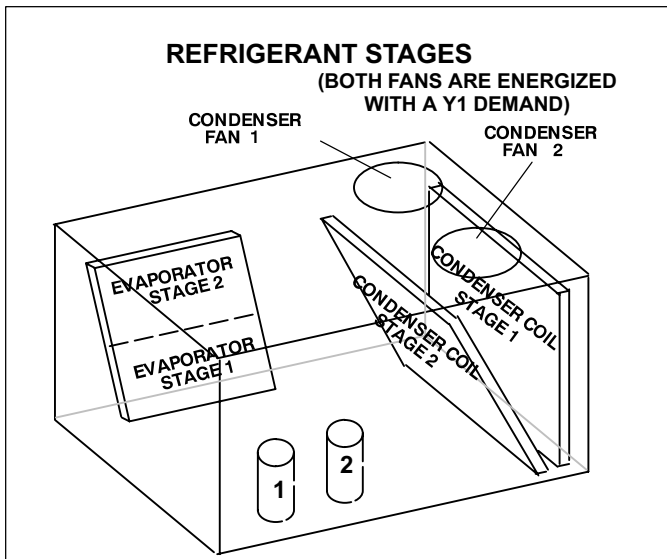 REFRIGERANT STAGES
(BOTH FANS ARE ENERGIZED
WITH A Y1 DEMAND)
CONDENSER
FAN 1
CONDENSER
FAN 2
EVAPORATOR
STAGE 2
EVAPORATOR
STAGE 1
CONDENSER COIL
STAGE 1
CONDENSER COIL
STAGE 2
1
2